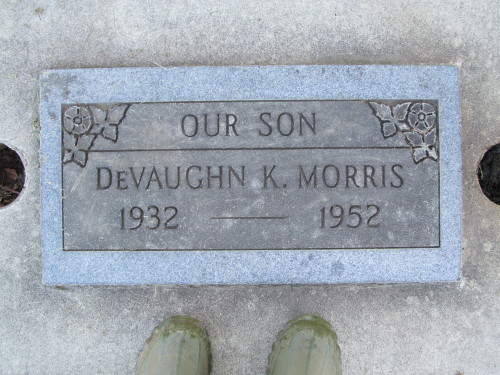 OUR SON
DEVAUGHN K. MORRIS
1932 — 1952